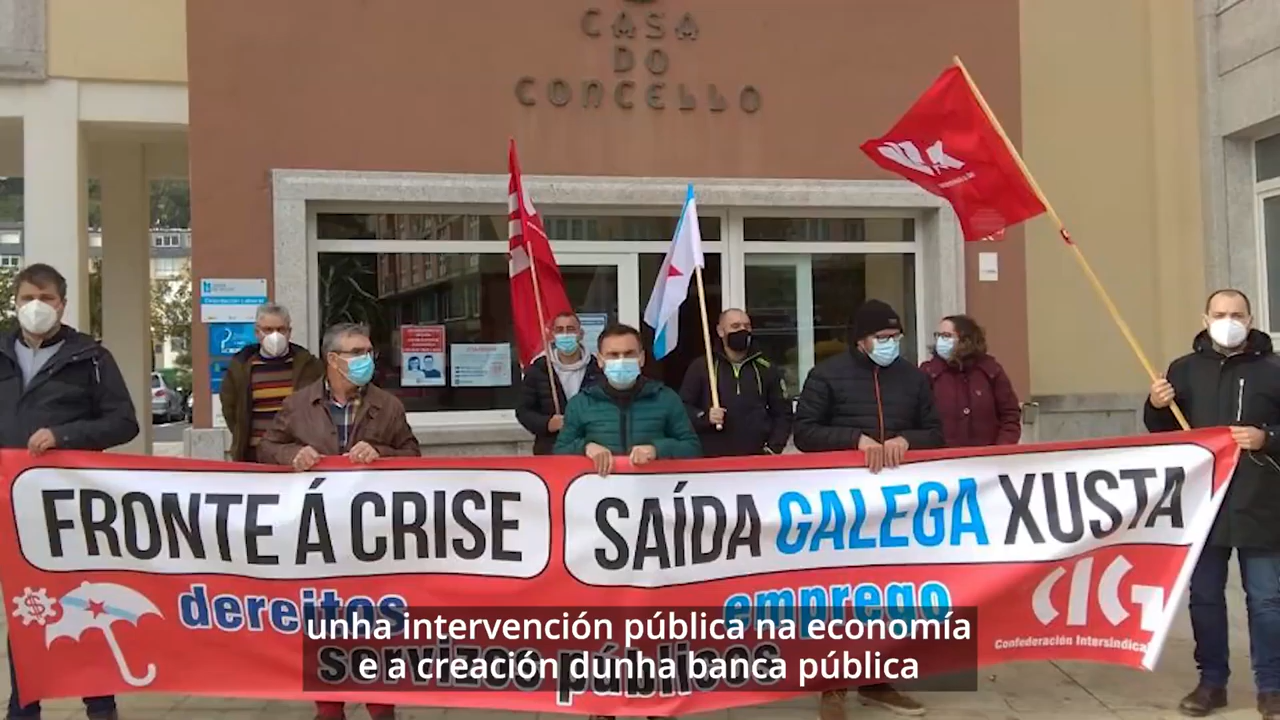 CASA
DO
CONCELLO
FRONTE Á CRISE
SAÍDA GALEGA XUSTA
dereitos
emprego
servizos públicos
CIG
Confederación Intersindical
unha intervención pública na economía
e a creación dunha banca pública